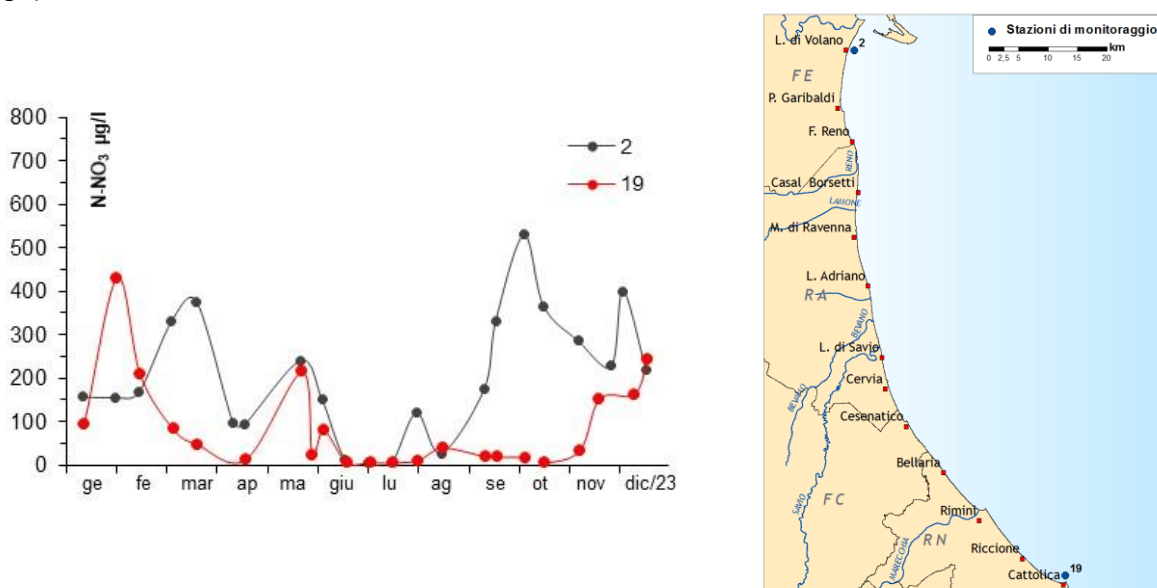 N-NO₃ µg/l
800
700
600
500
400
300
200
100
0
2
19
ge fe mar ap ma giu lu ag se ot nov dic/23
Stazioni di monitoraggio
km
0 2,5 5 10 15 20
L. di Volano
2
FE
P. Garibaldi
F. Reno
RENO
Casal Borsetti
LAMONE
M. di Ravenna
L. Adriano
RA
BEVANO
L. di Savio
Cervia
BEVANO
Cesenatico
Bellaria
SAVIO
FC
Rimini
RN
MARECCHIA
Riccione
Cattolica
19